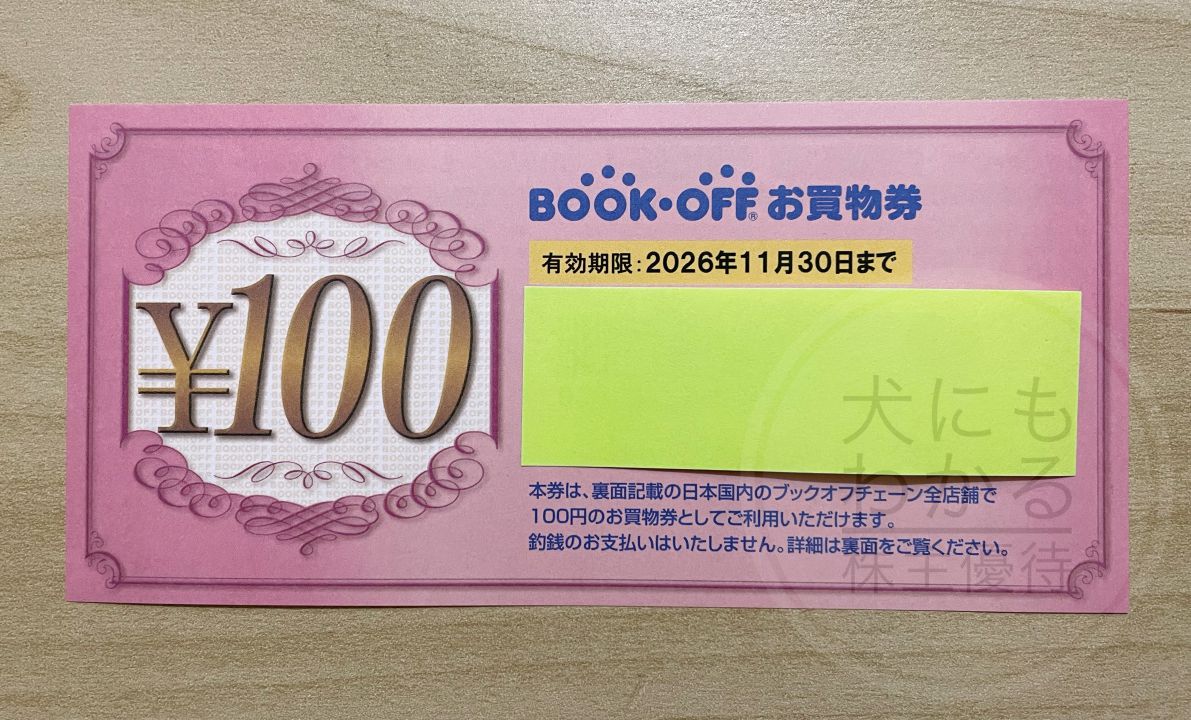 BOOK・OFF® お買物券
有効期限：2026年11月30日まで
¥100
本券は、裏面記載の日本国内のブックオフチェーン全店舗で
100円のお買物券としてご利用いただけます。
釣銭のお支払いはいたしません。詳細は裏面をご覧ください。
犬にも
わかる
株主優待